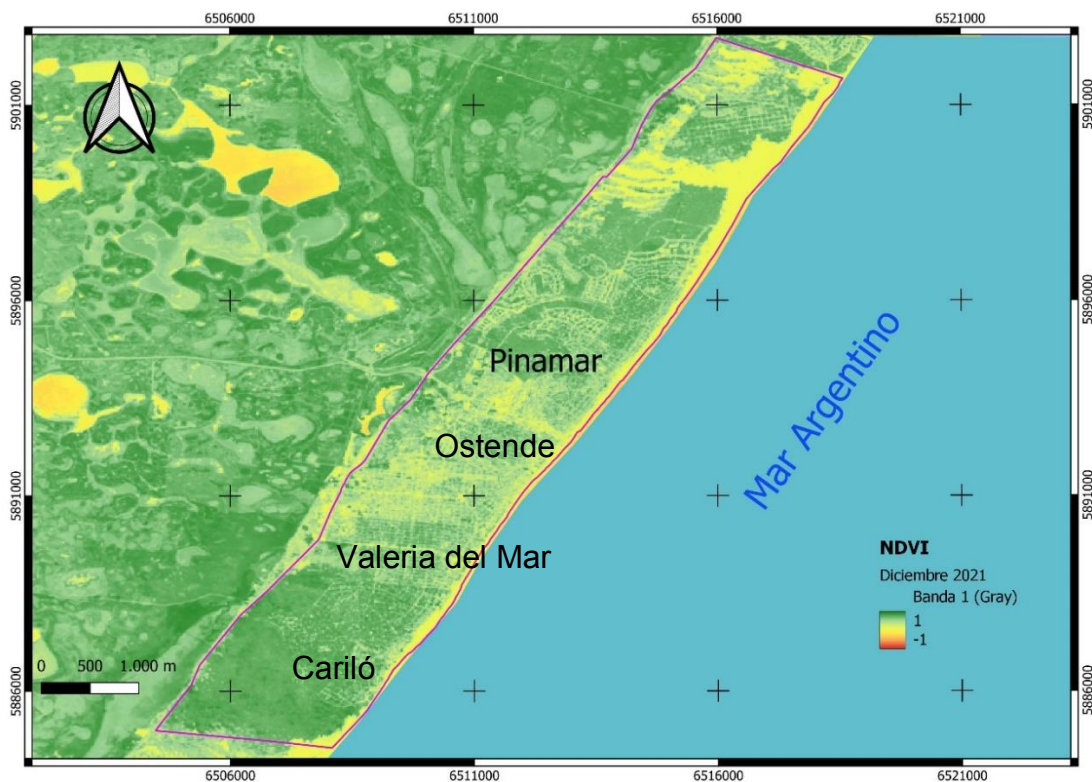 6506000 6511000 6516000 6521000
5901000 5901000
5896000 5896000
Pinamar
Mar Argentino
Ostende
5891000 5891000
Valeria del Mar
NDVI
Diciembre 2021
Banda 1 (Gray)
1
-1
Cariló
0 500 1.000 m
5886000 5886000
6506000 6511000 6516000 6521000